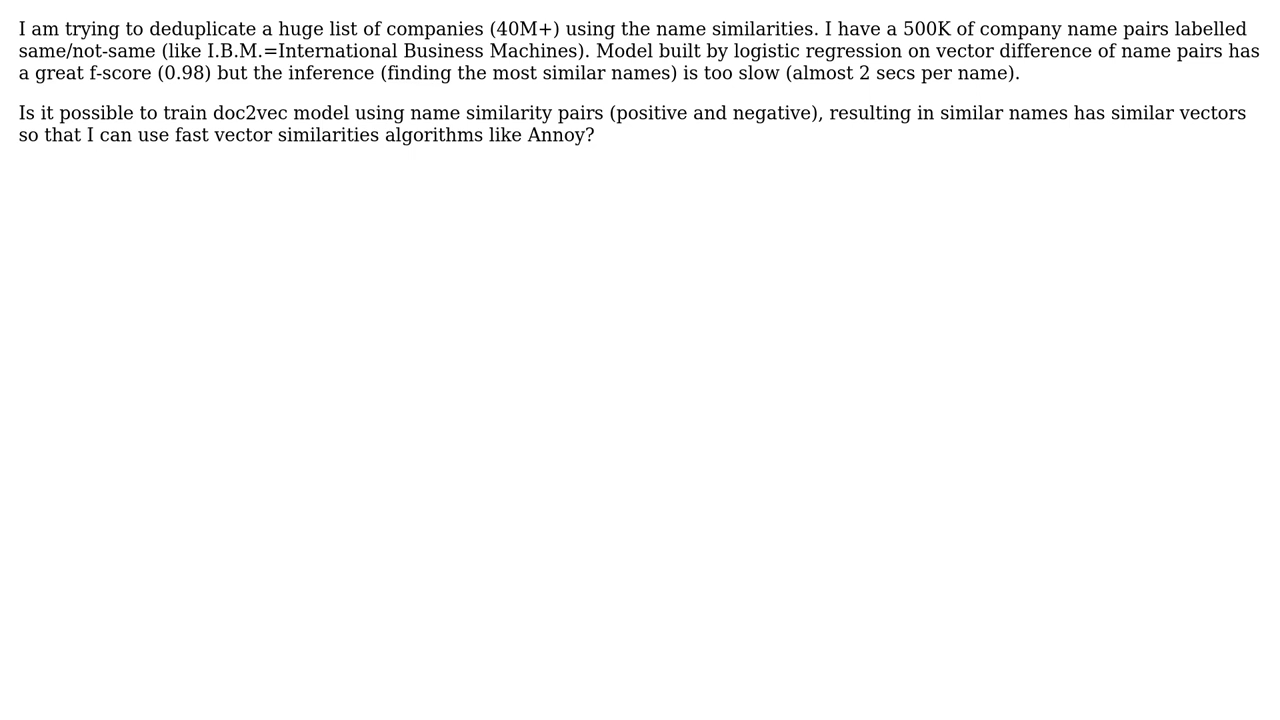 I am trying to deduplicate a huge list of companies (40M+) using the name similarities. I have a 500K of company name pairs labelled
same/not-same (like I.B.M.=International Business Machines). Model built by logistic regression on vector difference of name pairs has
a great f-score (0.98) but the inference (finding the most similar names) is too slow (almost 2 secs per name).
Is it possible to train doc2vec model using name similarity pairs (positive and negative), resulting in similar names has similar vectors
so that I can use fast vector similarities algorithms like Annoy?